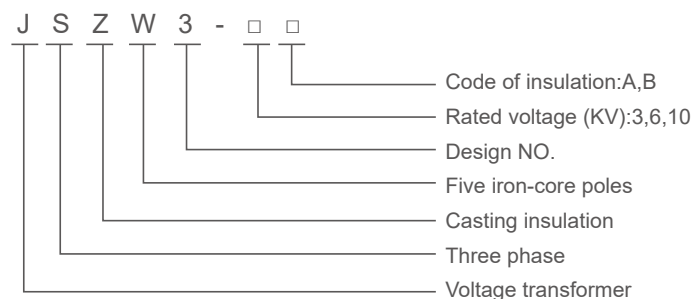 J S Z W 3 - □ □
Code of insulation:A,B
Rated voltage (KV):3,6,10
Design NO.
Five iron-core poles
Casting insulation
Three phase
Voltage transformer